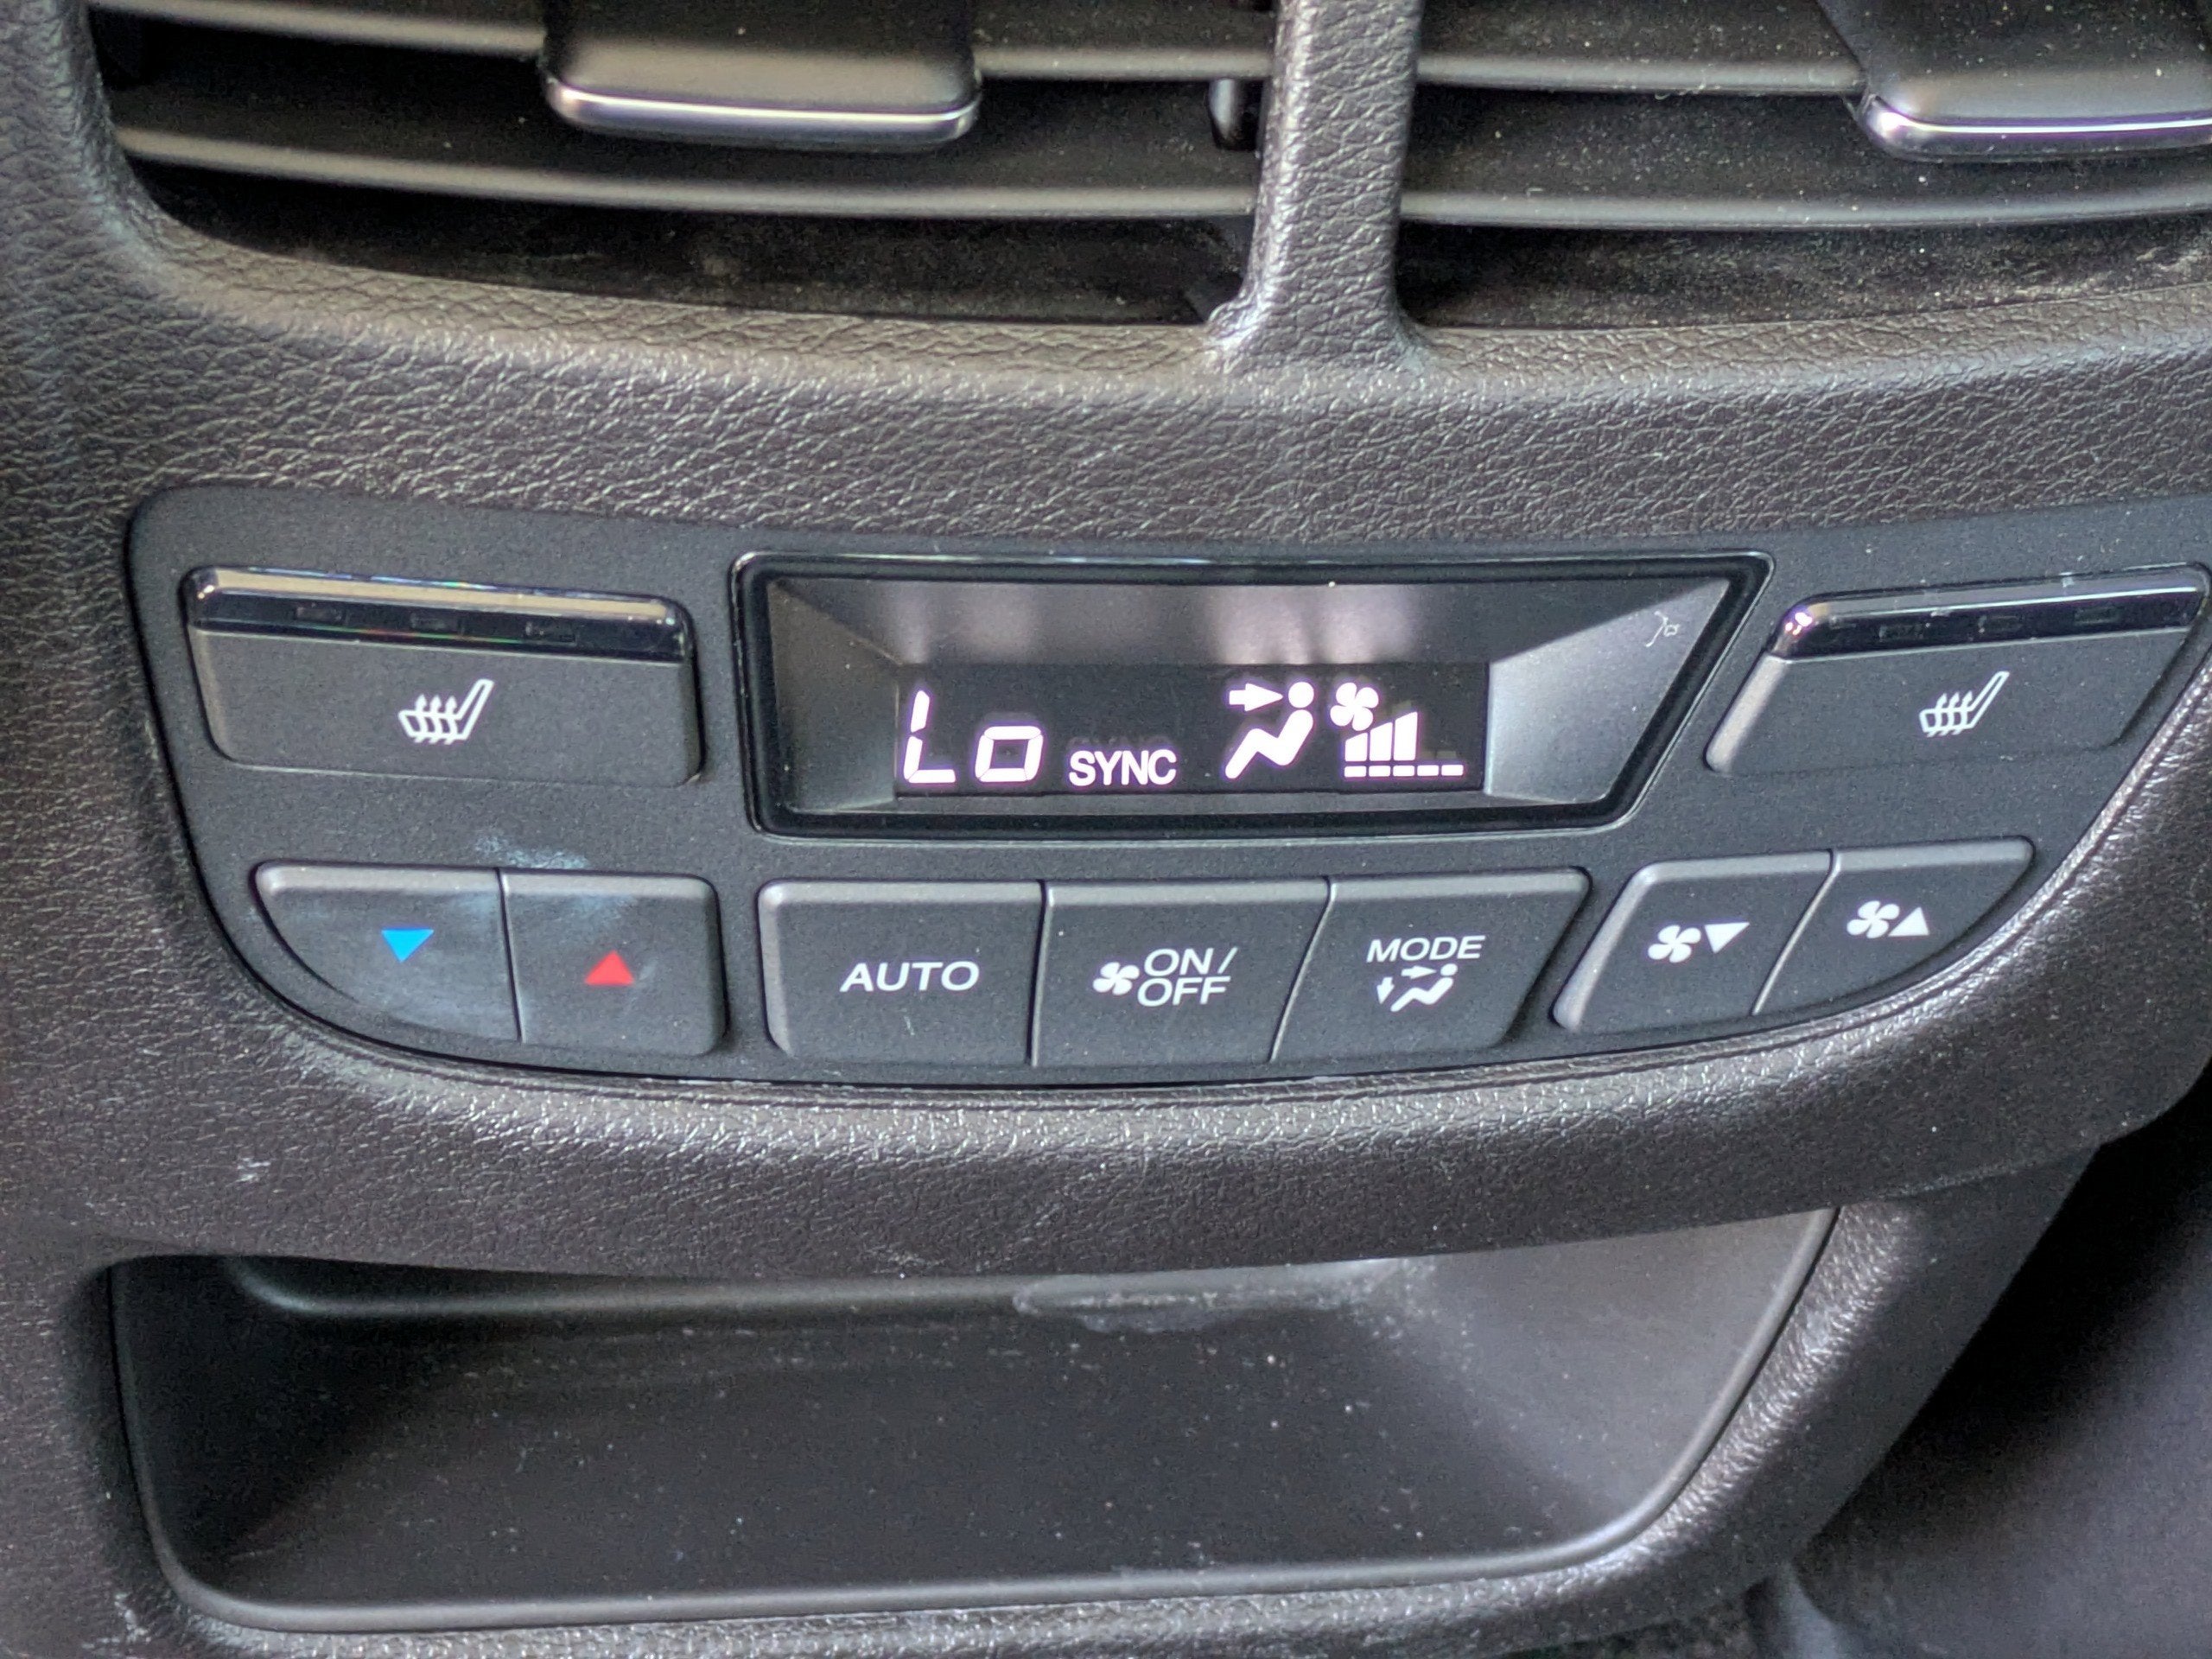 Lo SYNC
AUTO
ON/
OFF
MODE